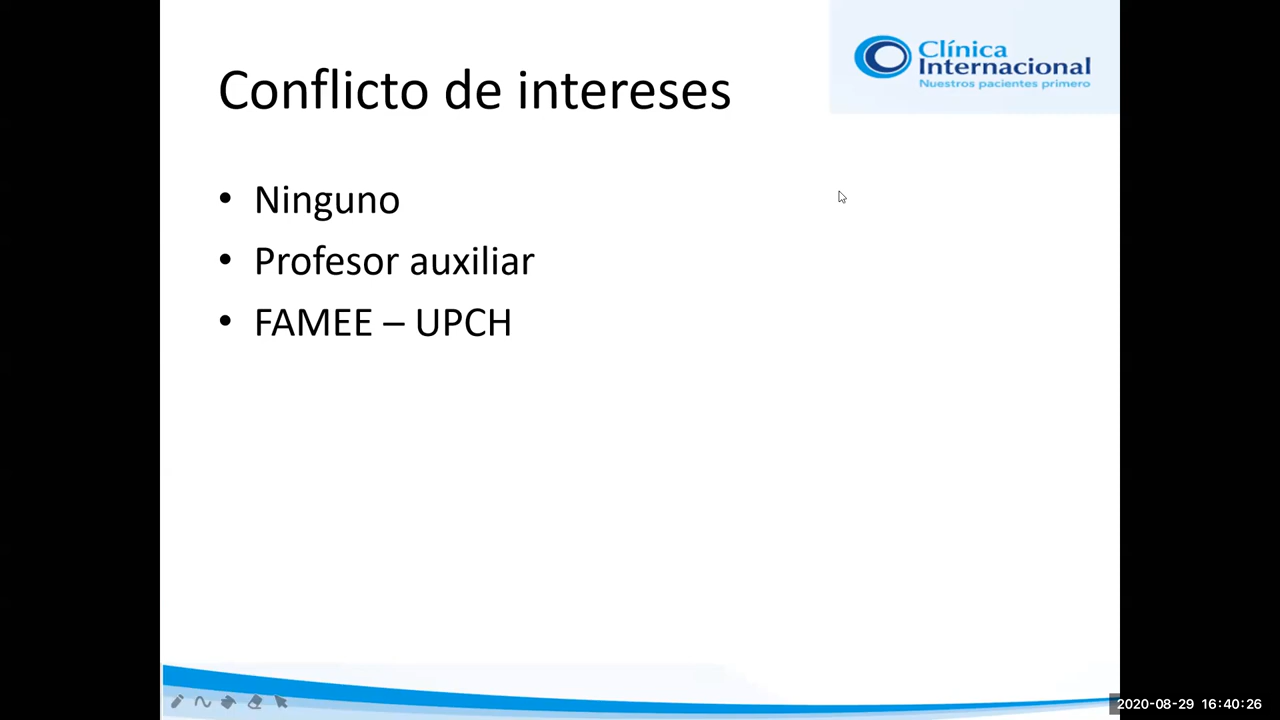 Clínica
Internacional
Nuestros pacientes primero
Conflicto de intereses
• Ninguno
• Profesor auxiliar
• FAMEE – UPCH
2020-08-29 16:40:26